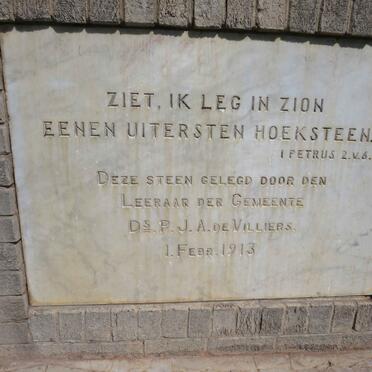 ZIET, IK LEG IN ZION
EENEN UITERSTEN HOEKSTEEN.
1 PETRUS 2.V.6.
DEZE STEEN GELEGD DOOR DEN
LEERAAR DER GEMEENTE
DS. P. J. A. DE VILLIERS.
1. FEBR. 1913